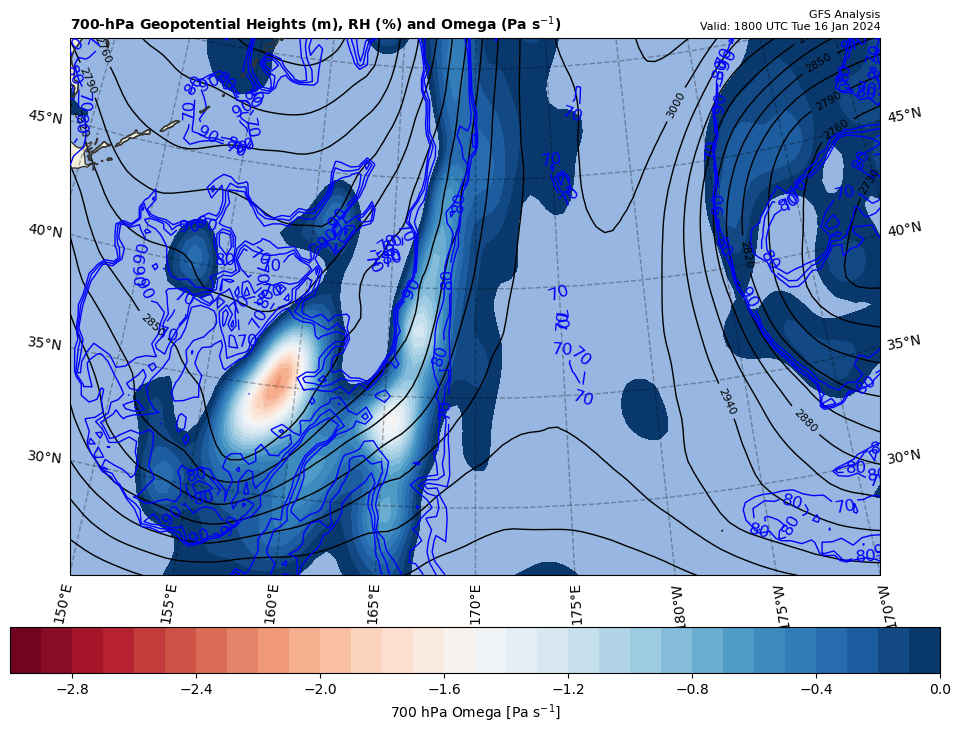 700-hPa Geopotential Heights (m), RH (%) and Omega (Pa s⁻¹)
GFS Analysis
Valid: 1800 UTC Tue 16 Jan 2024
45°N
40°N
35°N
30°N
45°N
40°N
35°N
30°N
2760
2790
2850
3000
2940
2880
2820
2850
2790
2760
2730
90
80
70
150°E
155°E
160°E
165°E
170°E
175°E
180°W
175°W
170°W
−2.8 −2.4 −2.0 −1.6 −1.2 −0.8 −0.4 0.0
700 hPa Omega [Pa s⁻¹]